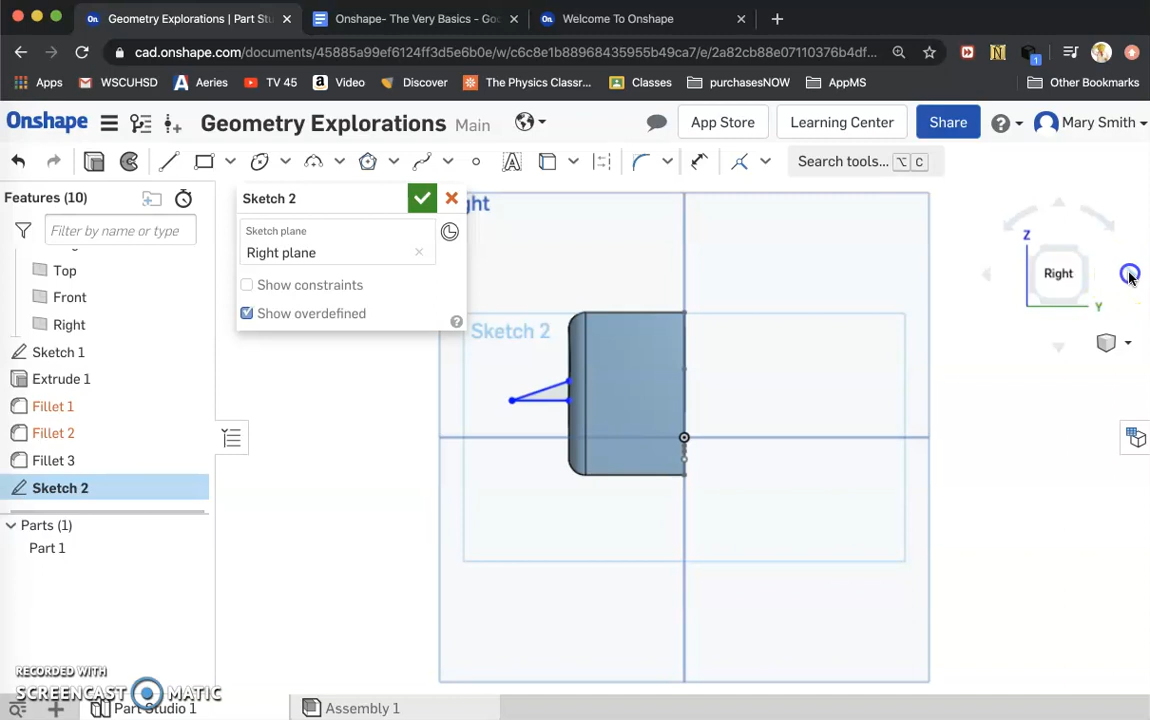 Geometry Explorations | Part Stu
Onshape- The Very Basics - Goo
Welcome To Onshape
cad.onshape.com/documents/45885a99ef6124ff3d5e6b0e/w/c6c8e1b88968435955b49ca7/e/2a82cb88e07110376b4df...
Apps
WSCUHSD
Aeries
TV 45
Video
Discover
The Physics Classr...
Classes
purchasesNOW
AppMS
Other Bookmarks
Onshape
Geometry Explorations Main
App Store
Learning Center
Share
Mary Smith
Search tools... ⌥ C
Features (10)
Filter by name or type
Top
Front
Right
Sketch 1
Extrude 1
Fillet 1
Fillet 2
Fillet 3
Sketch 2
Parts (1)
Part 1
Sketch 2
Sketch plane
Right plane
Show constraints
Show overdefined
ght
Sketch 2
Z
Right
Y
RECORDED WITH
SCREENCAST MATIC
Part Studio 1
Assembly 1